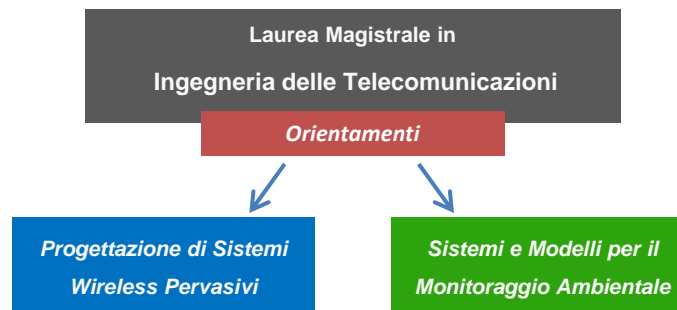 Laurea Magistrale in
Ingegneria delle Telecomunicazioni
Orientamenti
Progettazione di Sistemi
Wireless Pervasivi
Sistemi e Modelli per il
Monitoraggio Ambientale